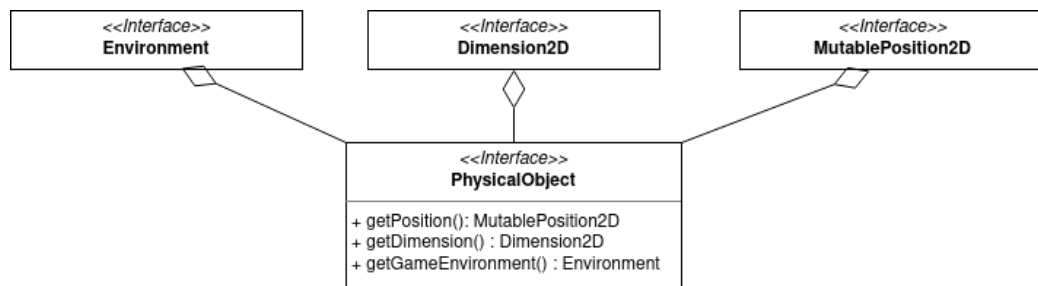 <<Interface>>
Environment
<<Interface>>
Dimension2D
<<Interface>>
MutablePosition2D
<<Interface>>
PhysicalObject
+ getPosition(): MutablePosition2D
+ getDimension() : Dimension2D
+ getGameEnvironment() : Environment